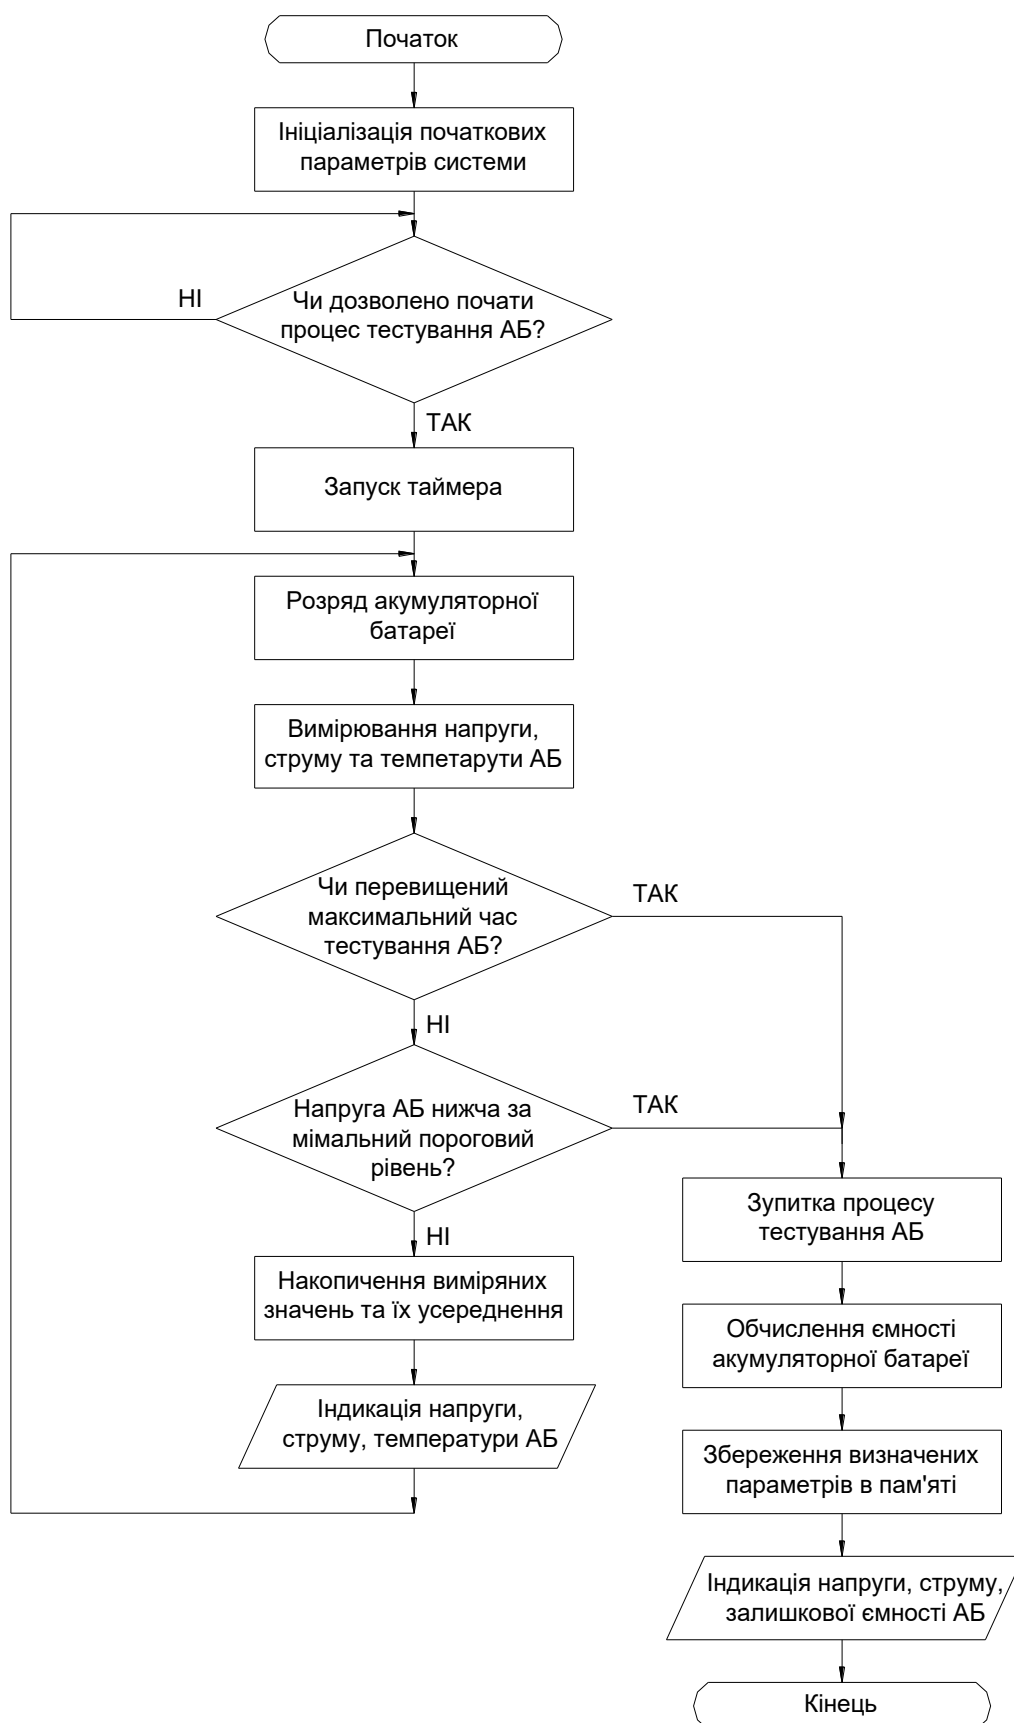 Початок
Ініціалізація початкових
параметрів системи
НІ
Чи дозволено почати
процес тестування АБ?
ТАК
Запуск таймера
Розряд акумуляторної
батареї
Вимірювання напруги,
струму та темпетарути АБ
Чи перевищений
максимальний час
тестування АБ?
ТАК
НІ
Напруга АБ нижча за
мімальний пороговий
рівень?
ТАК
НІ
Накопичення виміряних
значень та їх усереднення
Індикація напруги,
струму, температури АБ
Зупитка процесу
тестування АБ
Обчислення ємності
акумуляторної батареї
Збереження визначених
параметрів в пам'яті
Індикація напруги, струму,
залишкової ємності АБ
Кінець